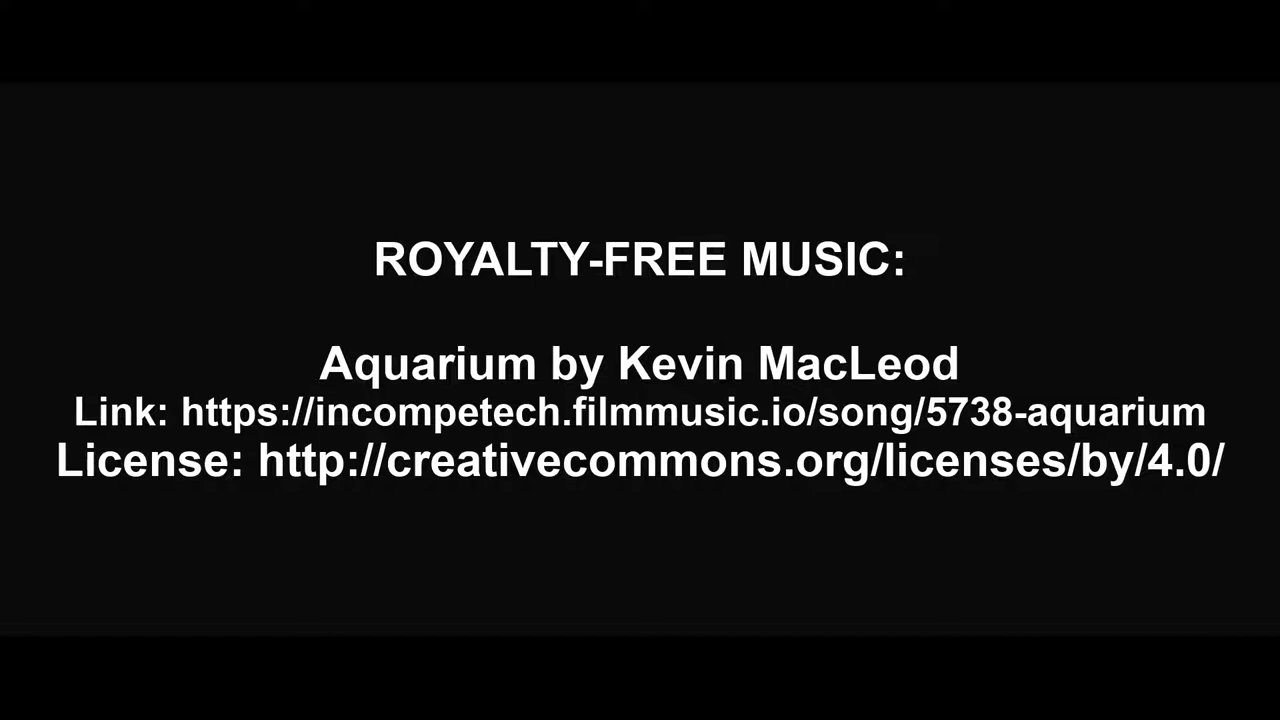 ROYALTY-FREE MUSIC:
Aquarium by Kevin MacLeod
Link: https://incompetech.filmmusic.io/song/5738-aquarium
License: http://creativecommons.org/licenses/by/4.0/